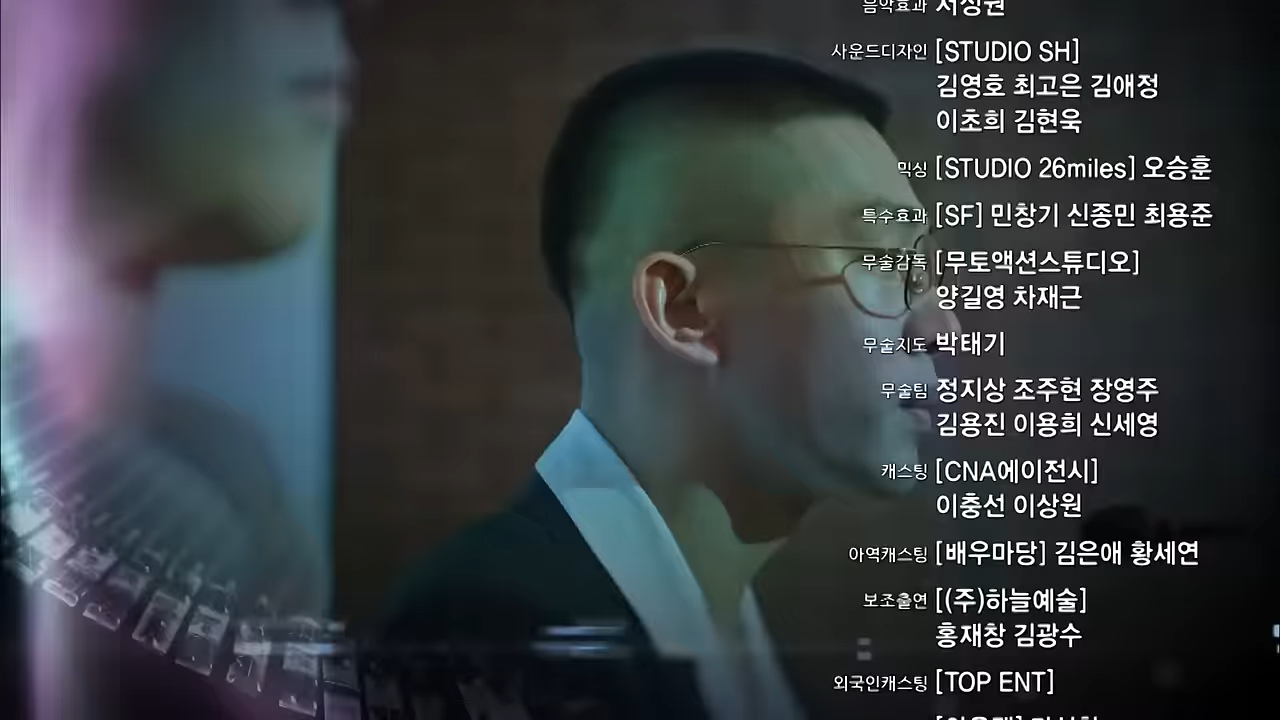 음악효과 서성원
사운드디자인 [STUDIO SH]
김영호 최고은 김애정
이초희 김현욱
믹싱 [STUDIO 26miles] 오승훈
특수효과 [SF] 민창기 신종민 최용준
무술감독 [무토액션스튜디오]
양길영 차재근
무술지도 박태기
무술팀 정지상 조주현 장영주
김용진 이용희 신세영
캐스팅 [CNA에이전시]
이충선 이상원
아역캐스팅 [배우마당] 김은애 황세연
보조출연 [(주)하늘예술]
홍재창 김광수
외국인캐스팅 [TOP ENT]